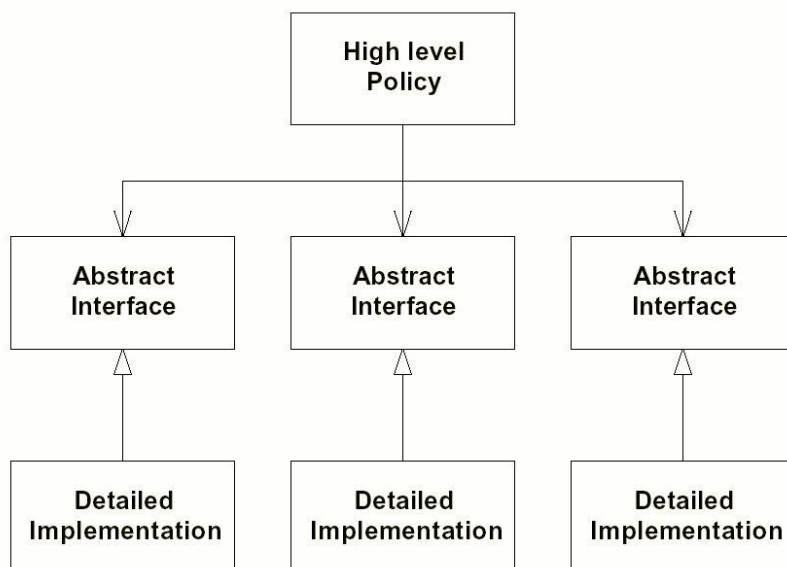 High level
Policy
Abstract
Interface
Abstract
Interface
Abstract
Interface
Detailed
Implementation
Detailed
Implementation
Detailed
Implementation